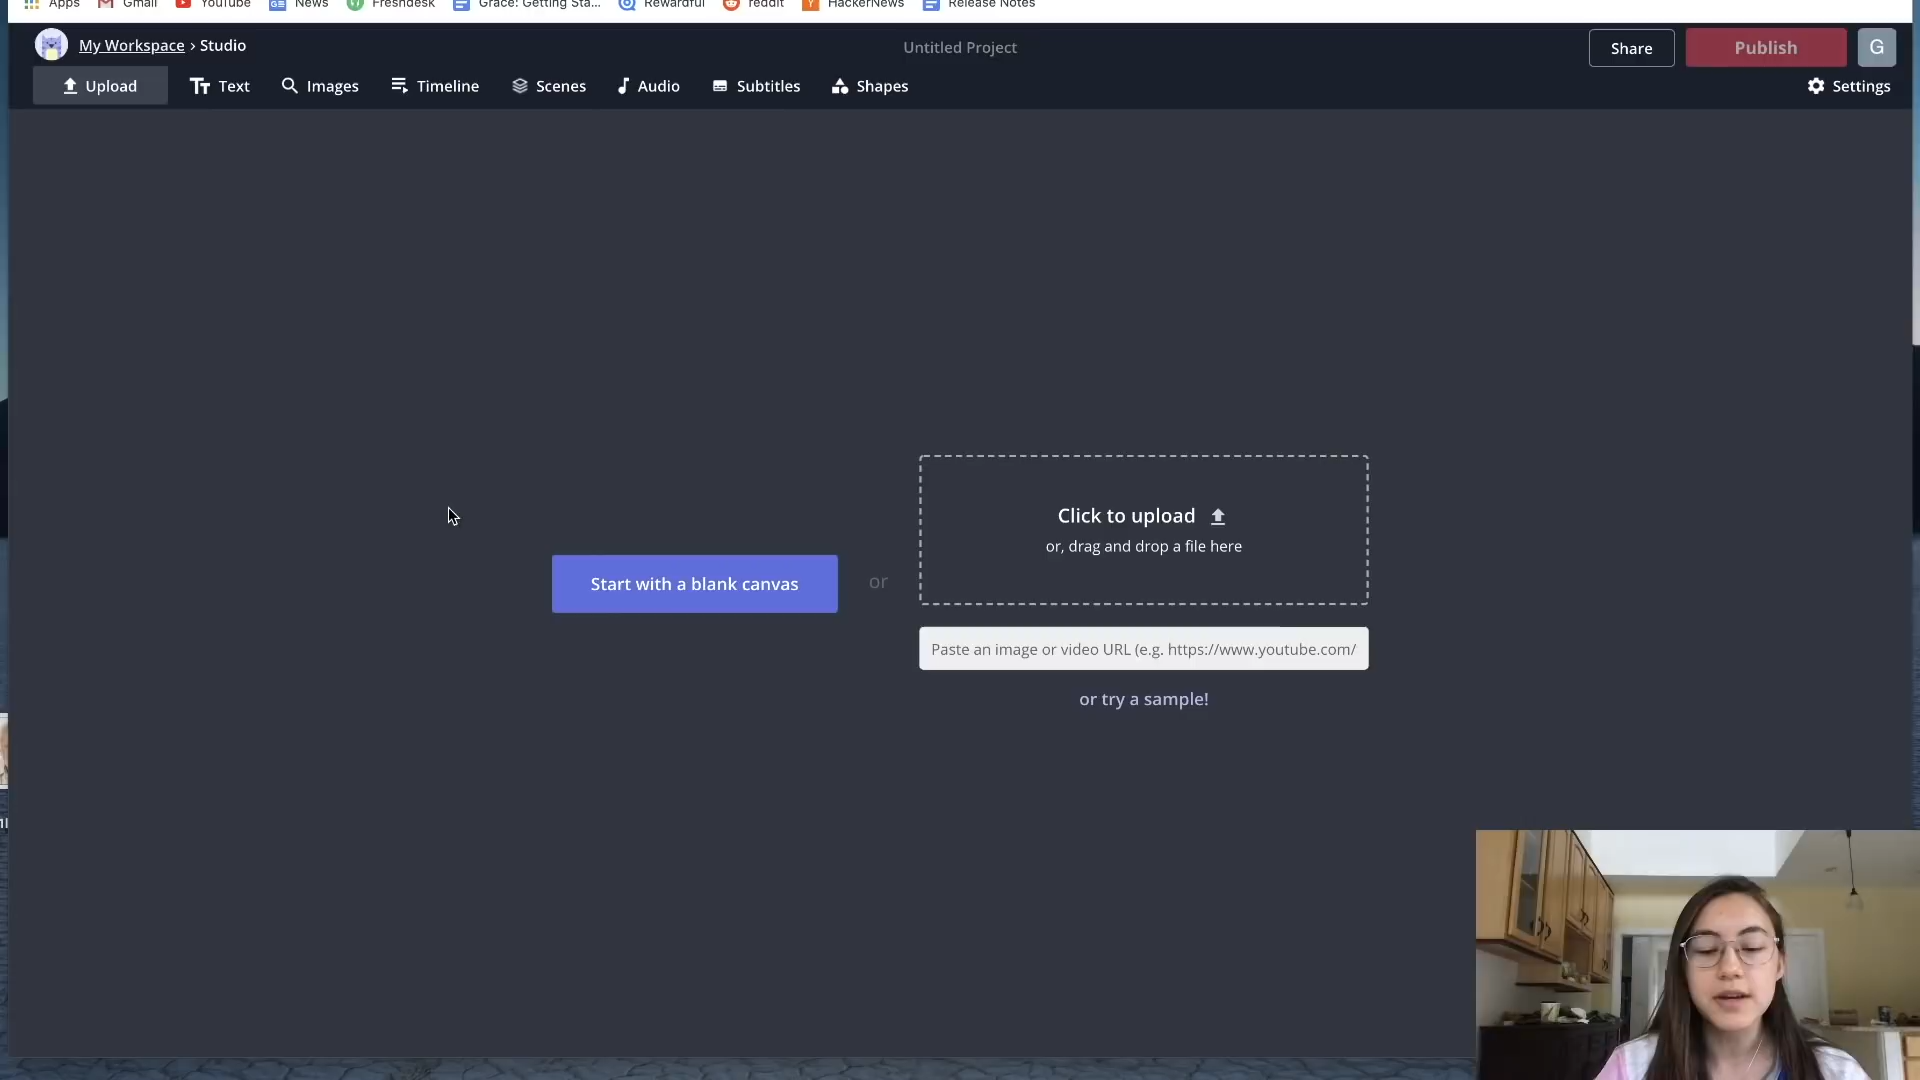 Apps Gmail YouTube News Freshdesk Grace: Getting Sta... Rewardful reddit HackerNews Release Notes
My Workspace › Studio
Untitled Project
Share
Publish
G
Upload Text Images Timeline Scenes Audio Subtitles Shapes
Settings
Click to upload
or, drag and drop a file here
Start with a blank canvas
or
Paste an image or video URL (e.g. https://www.youtube.com/
or try a sample!